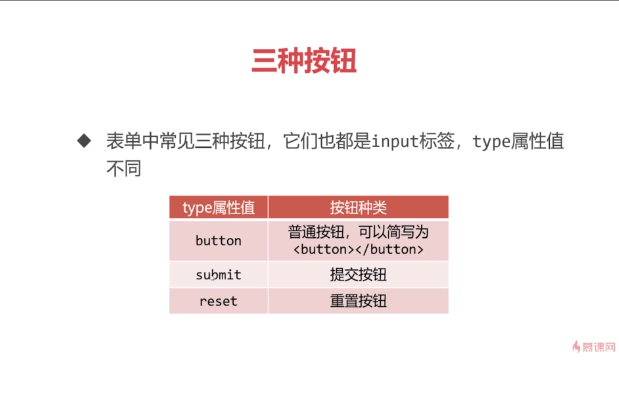 三种按钮
表单中常见三种按钮，它们也都是input标签，type属性值
不同
type属性值 按钮种类
button 普通按钮，可以简写为
<button></button>
submit 提交按钮
reset 重置按钮
慕课网